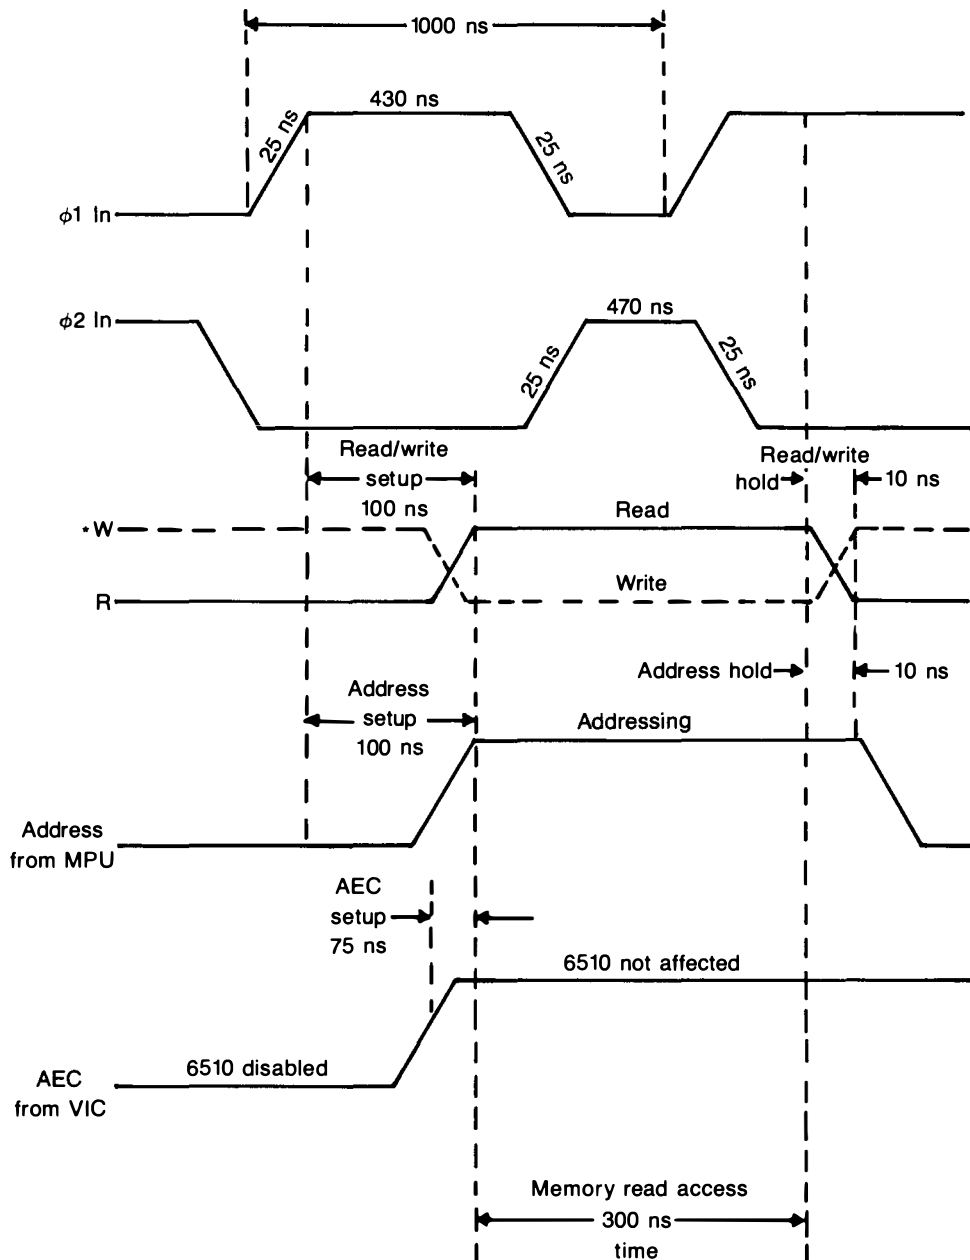 1000 ns
430 ns
25 ns
25 ns
φ1 In
470 ns
φ2 In
25 ns
25 ns
Read/write
setup
100 ns
Read/write
hold
10 ns
*W
Read
R
Write
Address hold
10 ns
Address
setup
100 ns
Addressing
Address
from MPU
AEC
setup
75 ns
6510 not affected
6510 disabled
AEC
from VIC
Memory read access
300 ns
time